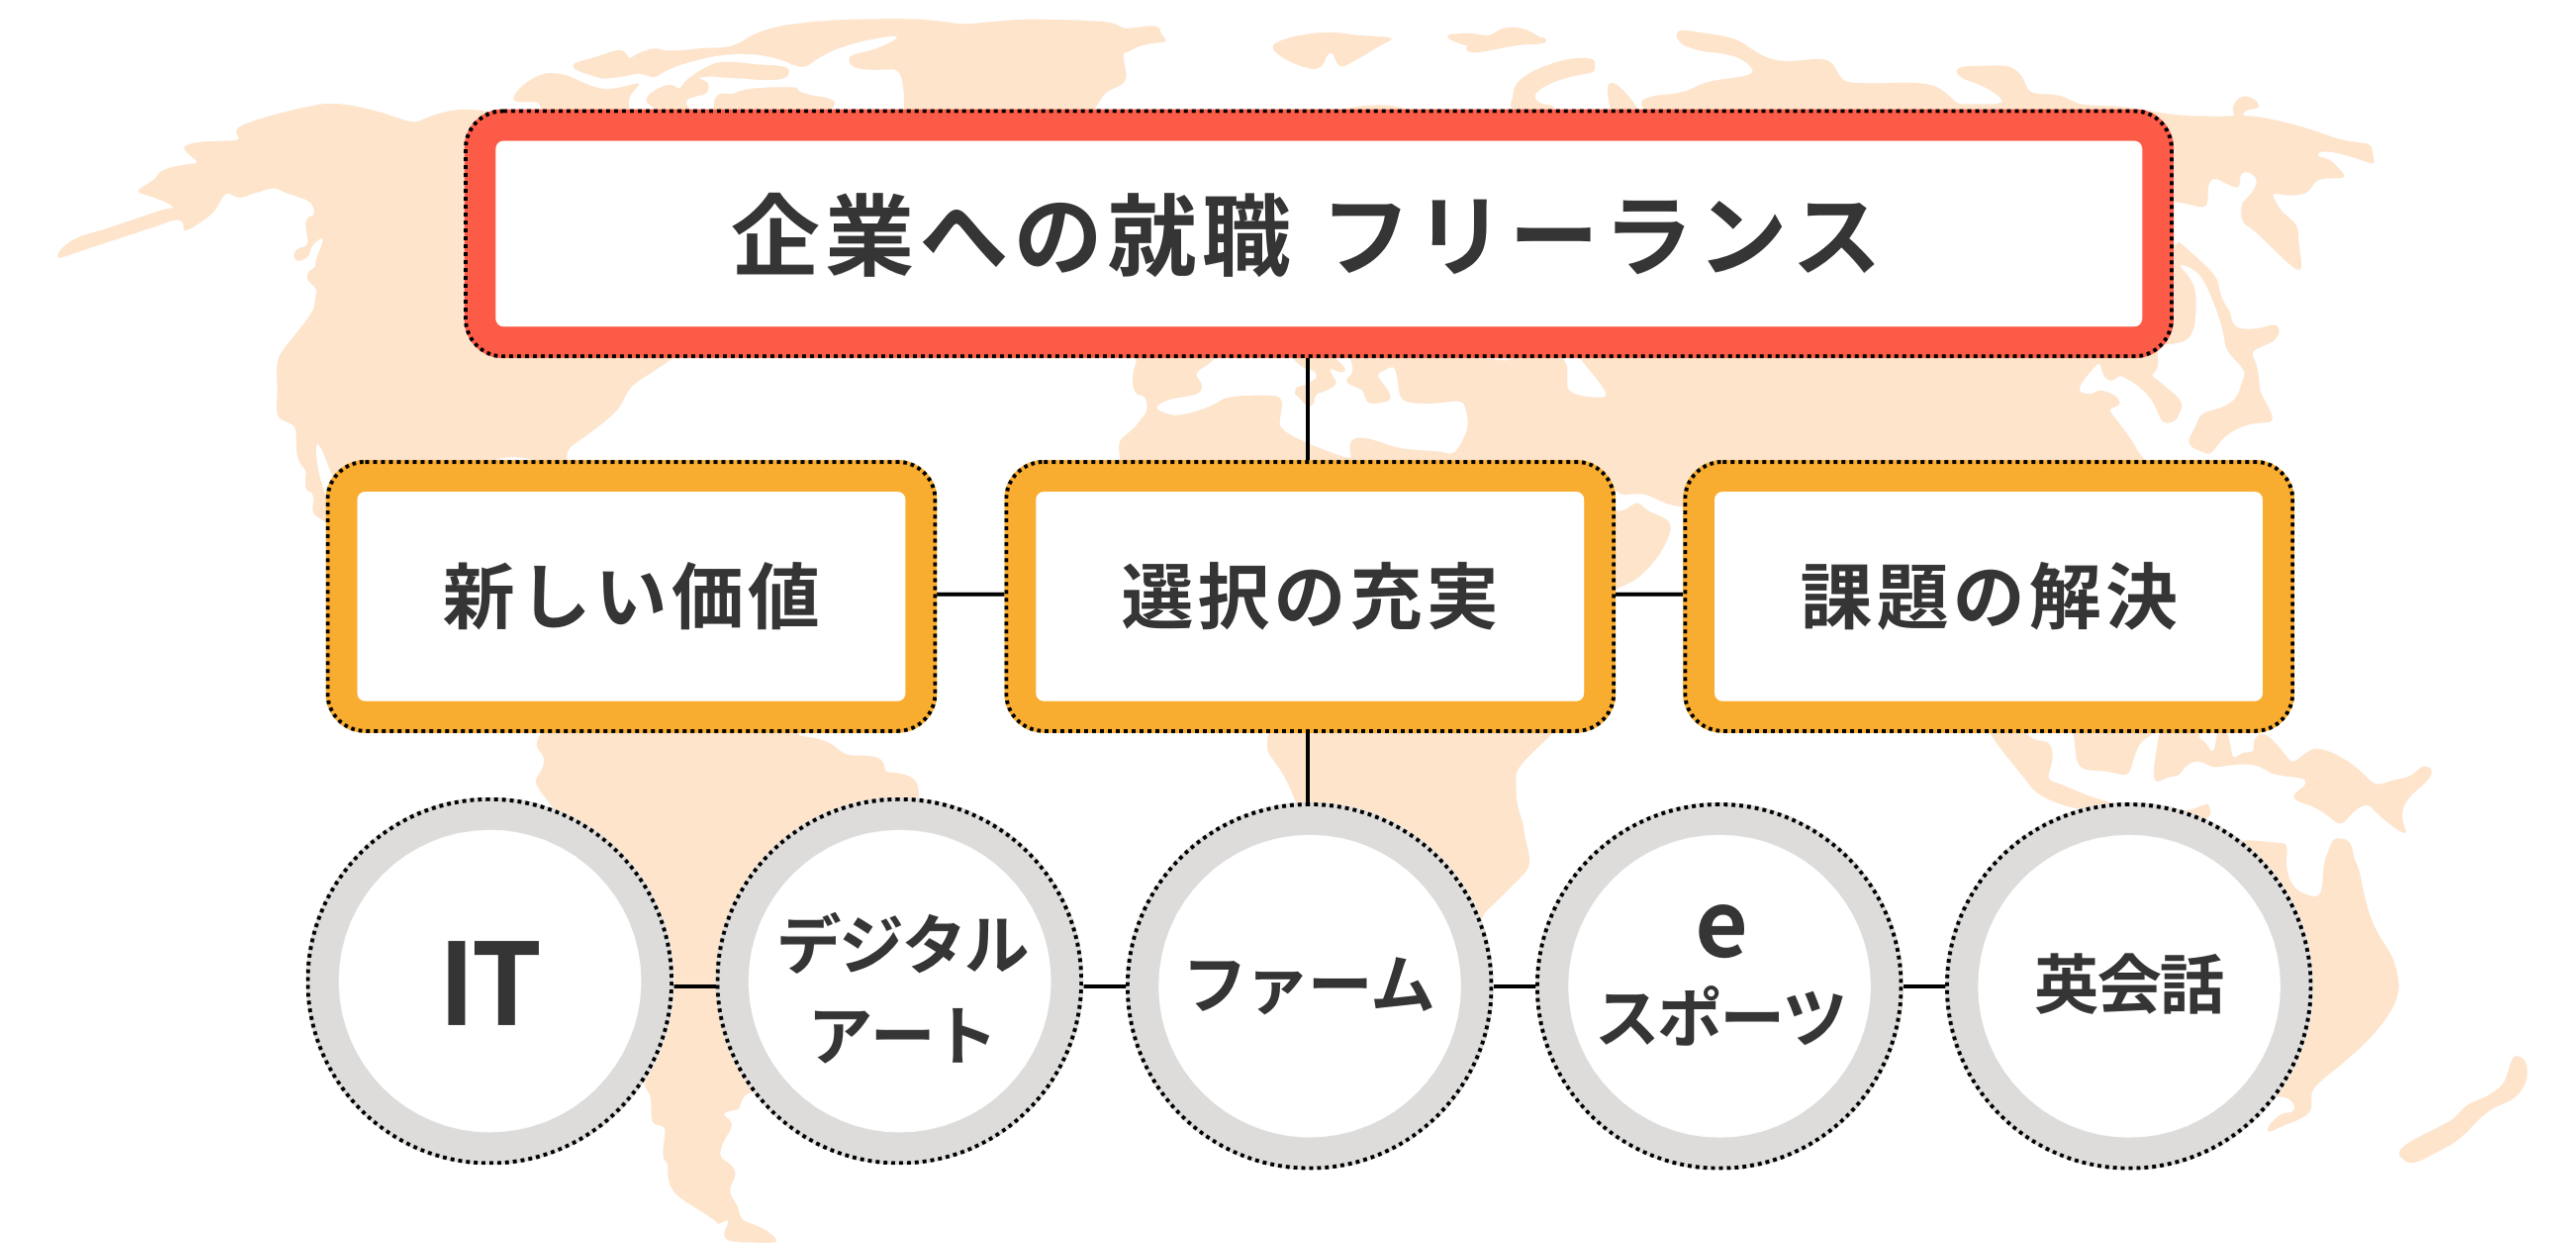 企業への就職 フリーランス
新しい価値
選択の充実
課題の解決
IT
デジタル
アート
ファーム
e
スポーツ
英会話